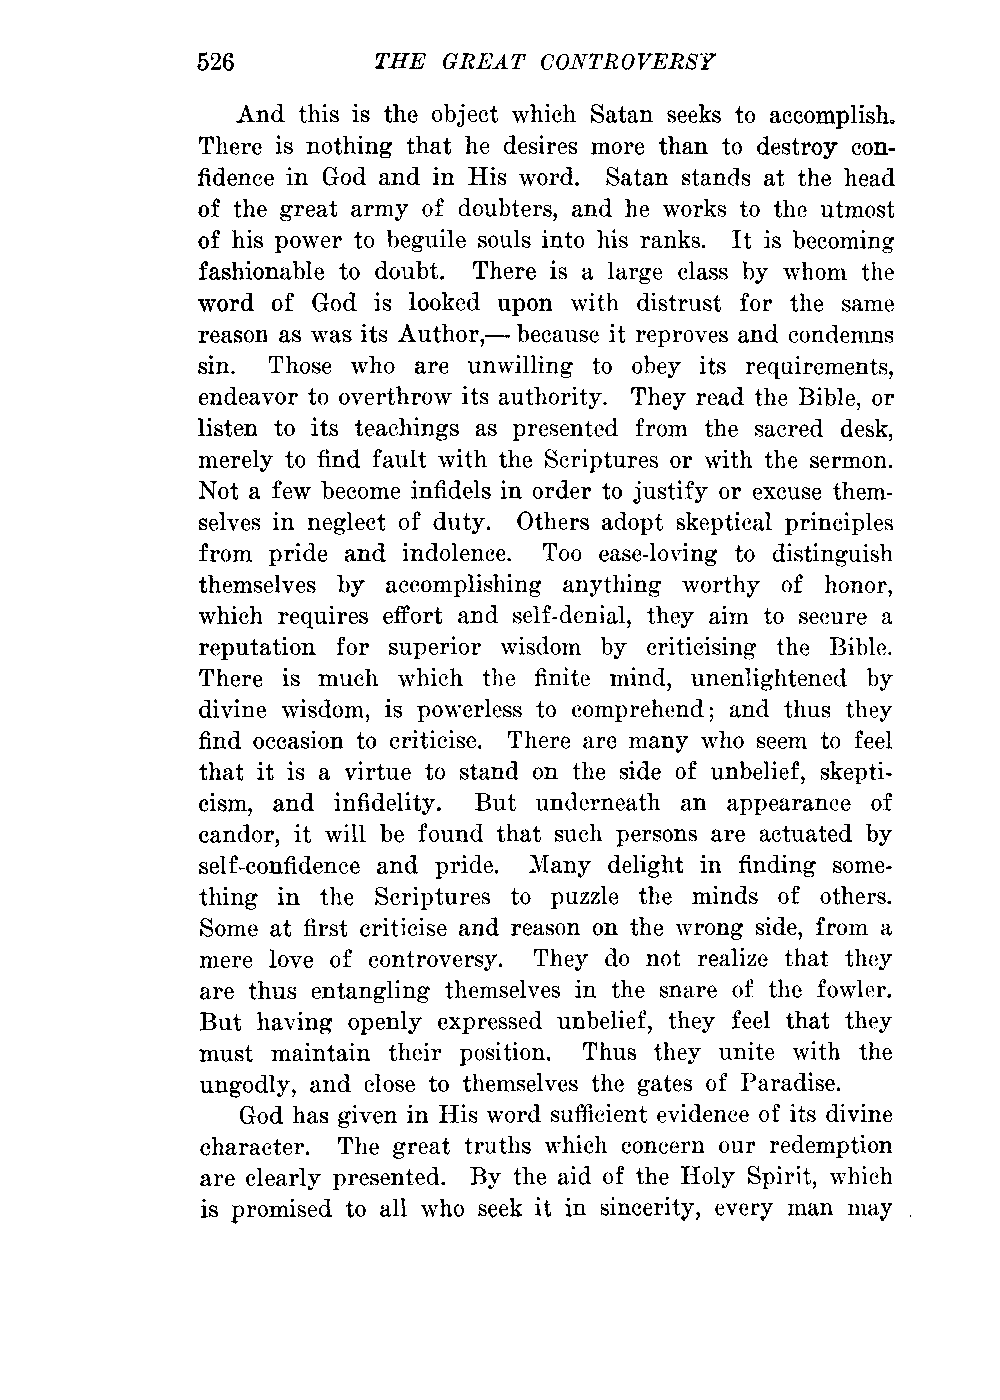 526 THE GREAT CONTROVERSY
And this is the object which Satan seeks to accomplish.
There is nothing that he desires more than to destroy con-
fidence in God and in His word. Satan stands at the head
of the great army of doubters, and he works to the utmost
of his power to beguile souls into his ranks. It is becoming
fashionable to doubt. There is a large class by whom the
word of God is looked upon with distrust for the same
reason as was its Author,— because it reproves and condemns
sin. Those who are unwilling to obey its requirements,
endeavor to overthrow its authority. They read the Bible, or
listen to its teachings as presented from the sacred desk,
merely to find fault with the Scriptures or with the sermon.
Not a few become infidels in order to justify or excuse them-
selves in neglect of duty. Others adopt skeptical principles
from pride and indolence. Too ease-loving to distinguish
themselves by accomplishing anything worthy of honor,
which requires effort and self-denial, they aim to secure a
reputation for superior wisdom by criticising the Bible.
There is much which the finite mind, unenlightened by
divine wisdom, is powerless to comprehend; and thus they
find occasion to criticise. There are many who seem to feel
that it is a virtue to stand on the side of unbelief, skepti-
cism, and infidelity. But underneath an appearance of
candor, it will be found that such persons are actuated by
self-confidence and pride. Many delight in finding some-
thing in the Scriptures to puzzle the minds of others.
Some at first criticise and reason on the wrong side, from a
mere love of controversy. They do not realize that they
are thus entangling themselves in the snare of the fowler.
But having openly expressed unbelief, they feel that they
must maintain their position. Thus they unite with the
ungodly, and close to themselves the gates of Paradise.
God has given in His word sufficient evidence of its divine
character. The great truths which concern our redemption
are clearly presented. By the aid of the Holy Spirit, which
is promised to all who seek it in sincerity, every man may